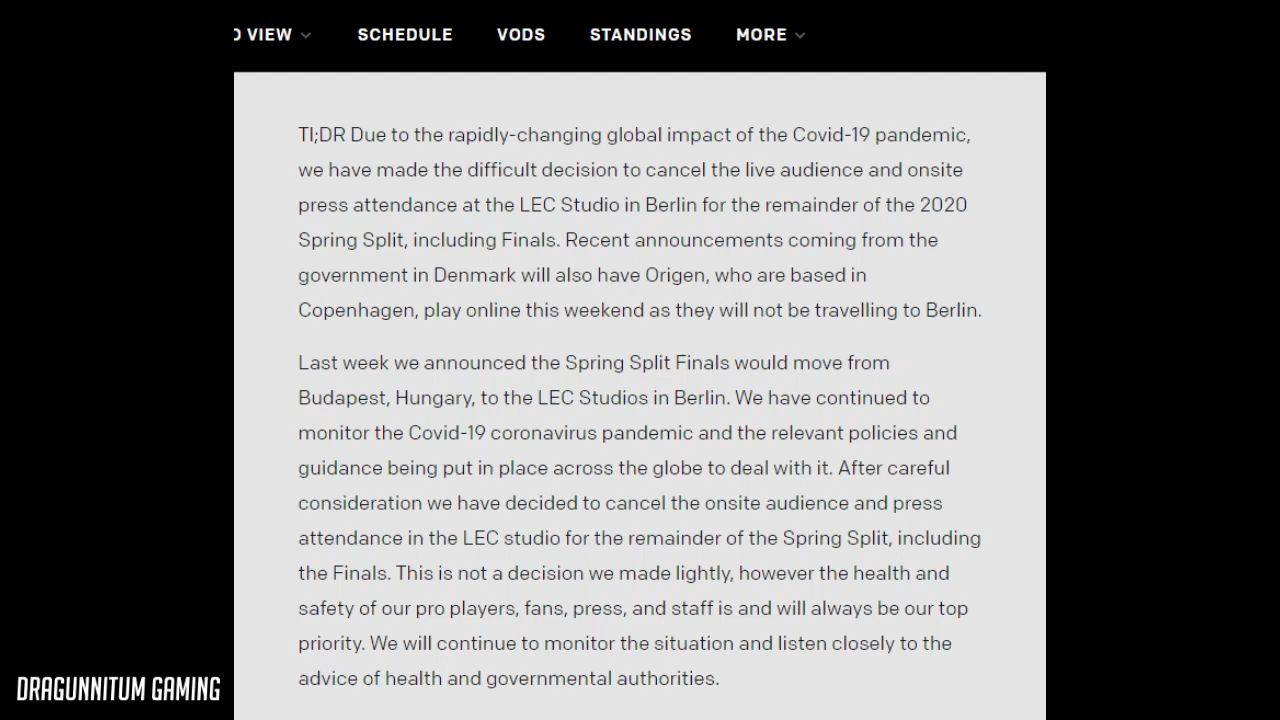 VIEW
SCHEDULE
VODS
STANDINGS
MORE
Tl;DR Due to the rapidly-changing global impact of the Covid-19 pandemic,
we have made the difficult decision to cancel the live audience and onsite
press attendance at the LEC Studio in Berlin for the remainder of the 2020
Spring Split, including Finals. Recent announcements coming from the
government in Denmark will also have Origen, who are based in
Copenhagen, play online this weekend as they will not be travelling to Berlin.
Last week we announced the Spring Split Finals would move from
Budapest, Hungary, to the LEC Studios in Berlin. We have continued to
monitor the Covid-19 coronavirus pandemic and the relevant policies and
guidance being put in place across the globe to deal with it. After careful
consideration we have decided to cancel the onsite audience and press
attendance in the LEC studio for the remainder of the Spring Split, including
the Finals. This is not a decision we made lightly, however the health and
safety of our pro players, fans, press, and staff is and will always be our top
priority. We will continue to monitor the situation and listen closely to the
advice of health and governmental authorities.
DRAGUNNITUM GAMING